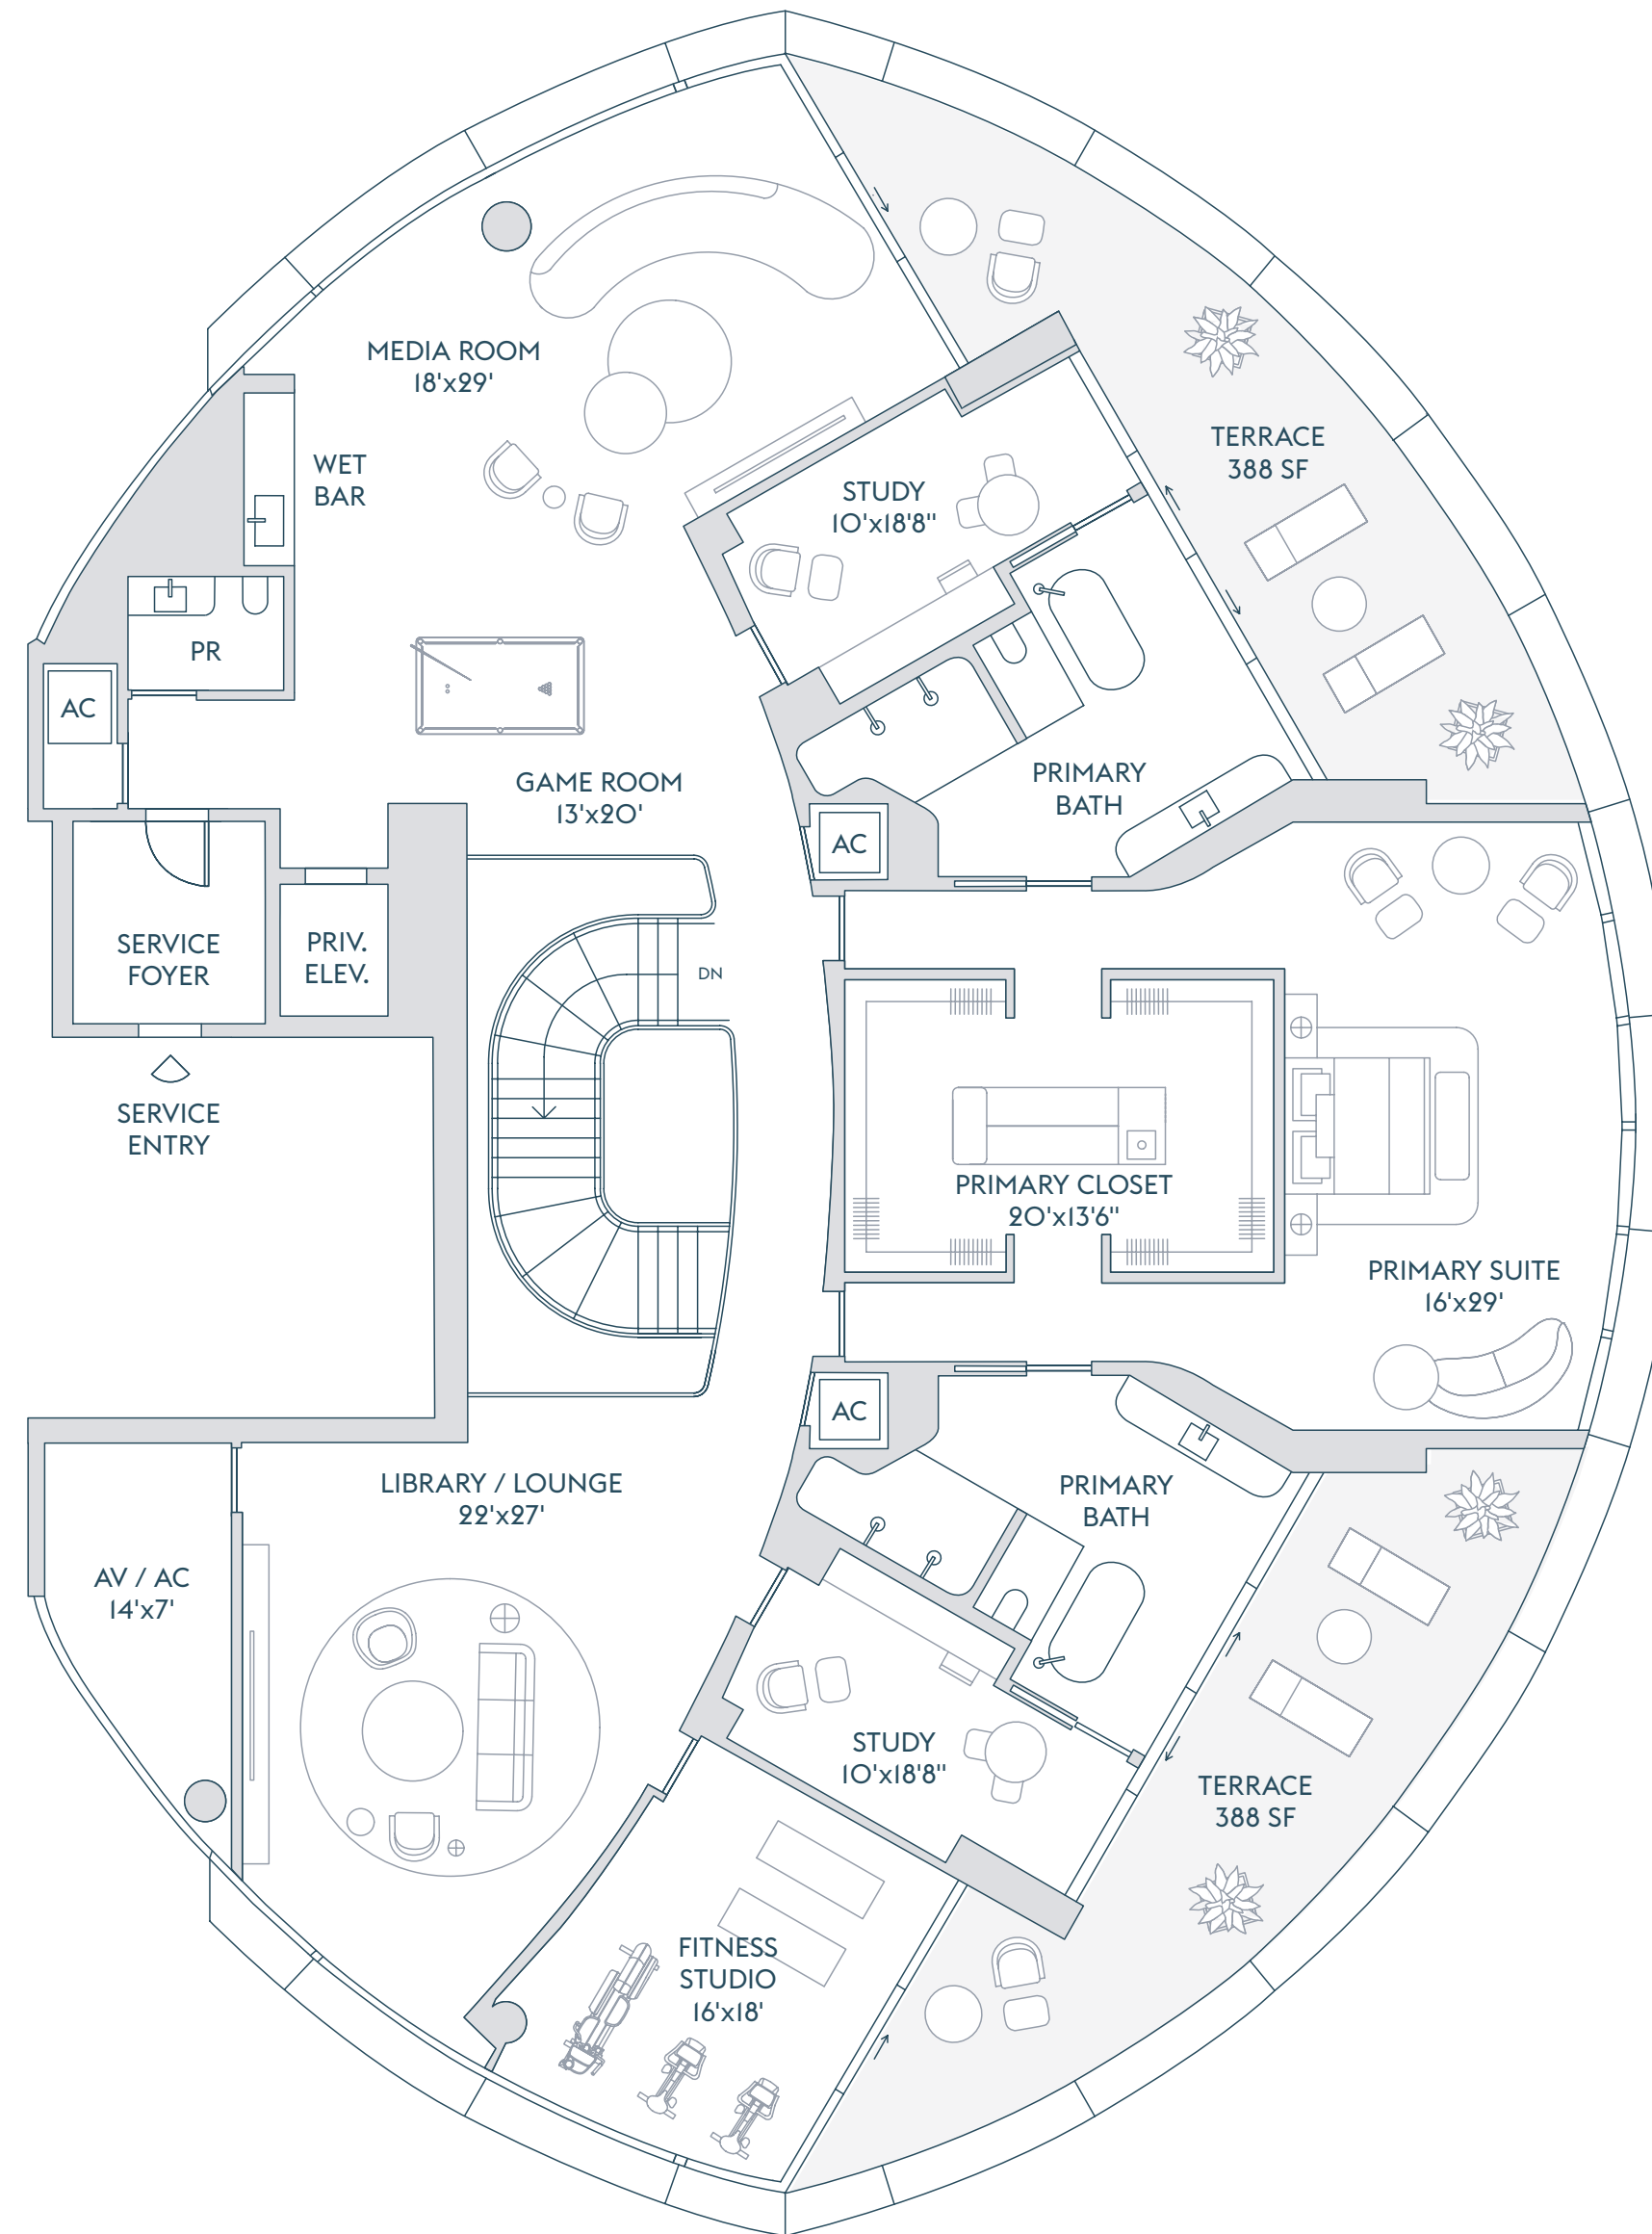 MEDIA ROOM
18'x29'
WET
BAR
TERRACE
388 SF
STUDY
10'x18'8"
PR
AC
GAME ROOM
13'x20'
PRIMARY
BATH
AC
SERVICE
FOYER
PRIV.
ELEV.
DN
SERVICE
ENTRY
PRIMARY CLOSET
20'x13'6"
PRIMARY SUITE
16'x29'
AC
LIBRARY / LOUNGE
22'x27'
PRIMARY
BATH
AV / AC
14'x7'
STUDY
10'x18'8"
TERRACE
388 SF
FITNESS
STUDIO
16'x18'